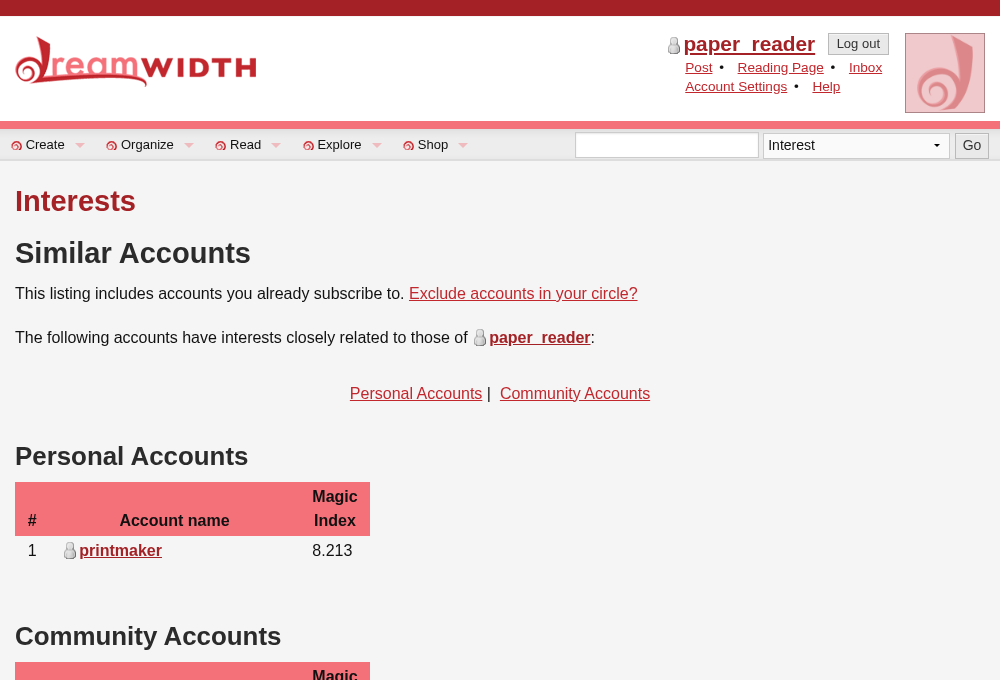 dreamWIDTH
paper_reader Log out
Post • Reading Page • Inbox
Account Settings • Help
Create Organize Read Explore Shop Interest Go
Interests
Similar Accounts
This listing includes accounts you already subscribe to. Exclude accounts in your circle?
The following accounts have interests closely related to those of paper_reader:
Personal Accounts | Community Accounts
Personal Accounts
# Account name Magic Index
1 printmaker 8.213
Community Accounts
Magic